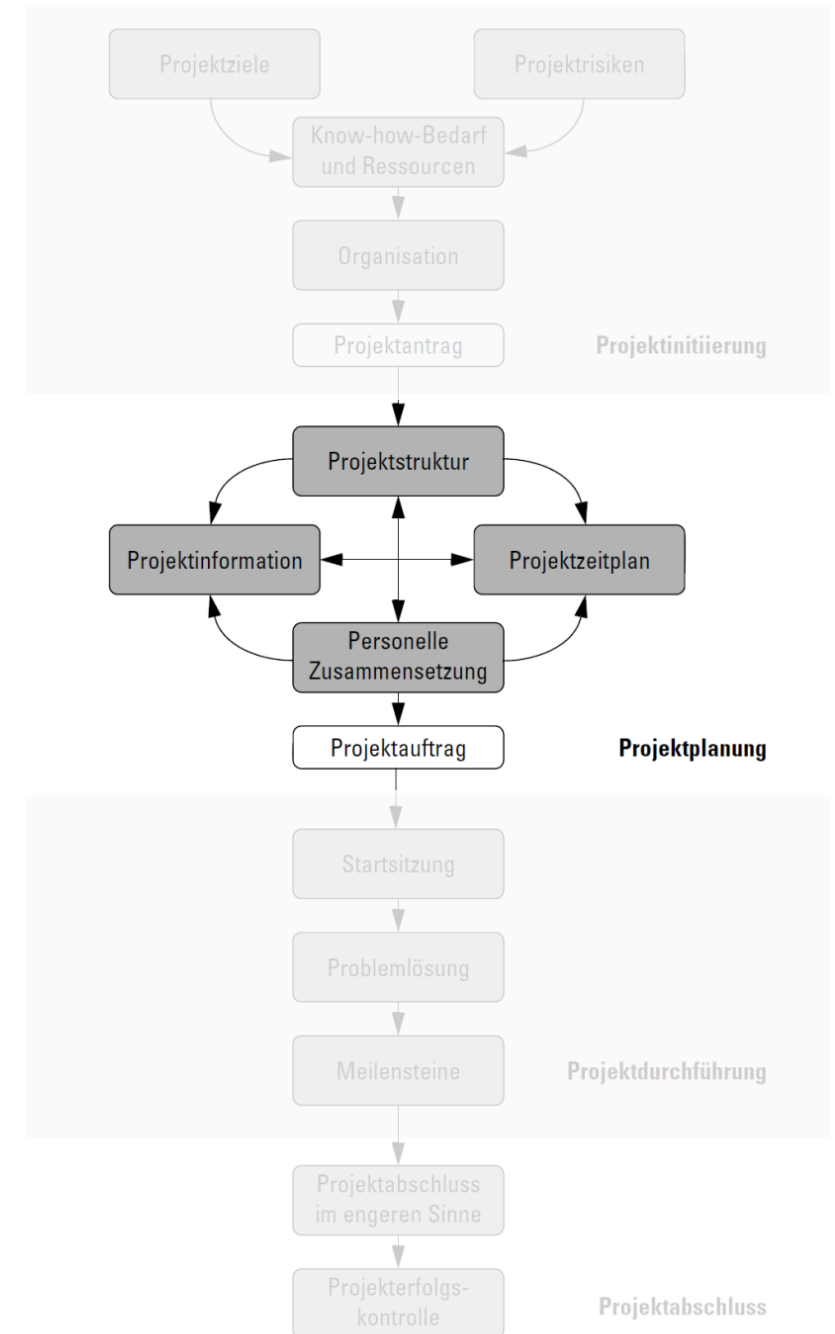 Projektziele
Projektrisiken
Know-how-Bedarf
und Ressourcen
Organisation
Projektantrag
Projektinitiierung
Projektstruktur
Projektinformation
Projektzeitplan
Personelle
Zusammensetzung
Projektauftrag
Projektplanung
Startsitzung
Problemlösung
Meilensteine
Projektdurchführung
Projektabschluss
im engeren Sinne
Projekterfolgs-
kontrolle
Projektabschluss